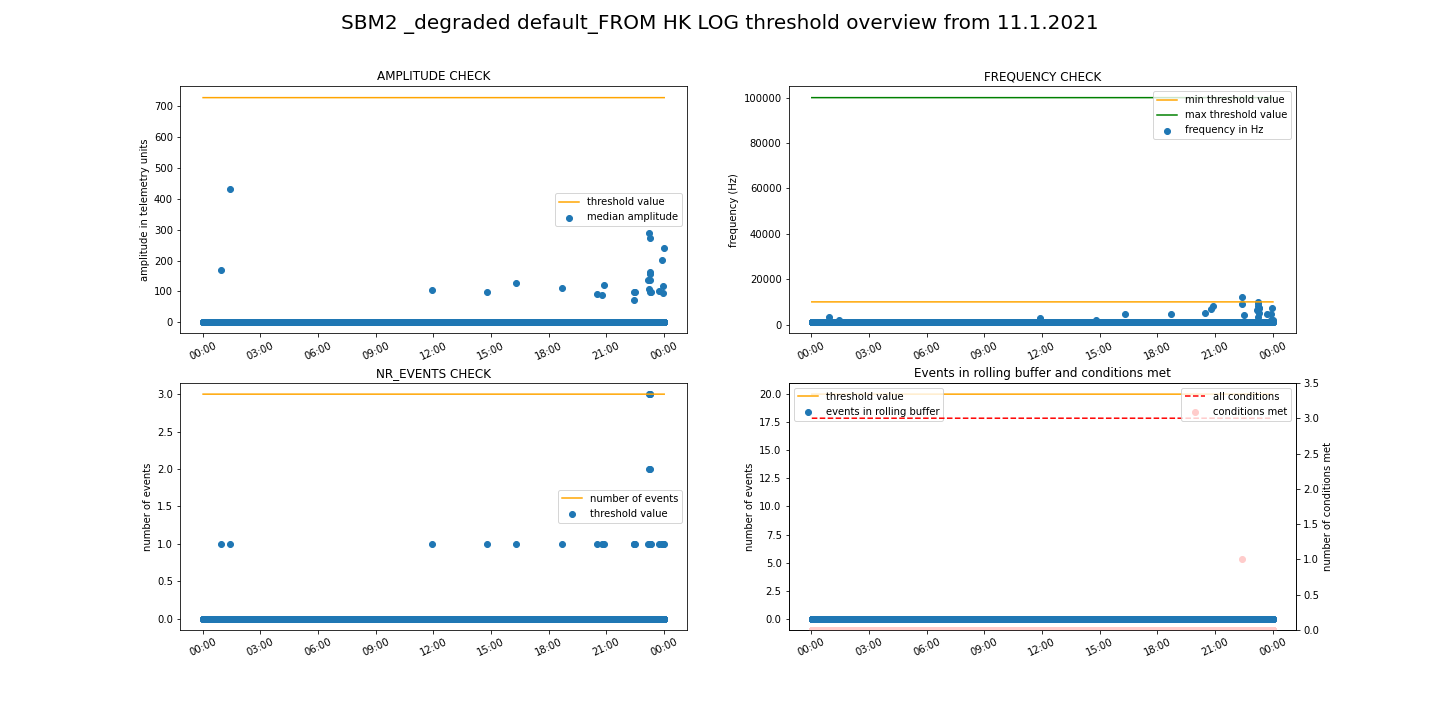 SBM2 _degraded default_FROM HK LOG threshold overview from 11.1.2021
AMPLITUDE CHECK
amplitude in telemetry units
700
600
500
400
300
200
100
0
threshold value
median amplitude
00:00 03:00 06:00 09:00 12:00 15:00 18:00 21:00 00:00
FREQUENCY CHECK
frequency (Hz)
100000
80000
60000
40000
20000
0
min threshold value
max threshold value
frequency in Hz
00:00 03:00 06:00 09:00 12:00 15:00 18:00 21:00 00:00
NR_EVENTS CHECK
number of events
3.0
2.5
2.0
1.5
1.0
0.5
0.0
number of events
threshold value
00:00 03:00 06:00 09:00 12:00 15:00 18:00 21:00 00:00
Events in rolling buffer and conditions met
number of events
20.0
17.5
15.0
12.5
10.0
7.5
5.0
2.5
0.0
threshold value
events in rolling buffer
all conditions
conditions met
3.5
3.0
2.5
2.0
1.5
1.0
0.5
0.0
number of conditions met
00:00 03:00 06:00 09:00 12:00 15:00 18:00 21:00 00:00